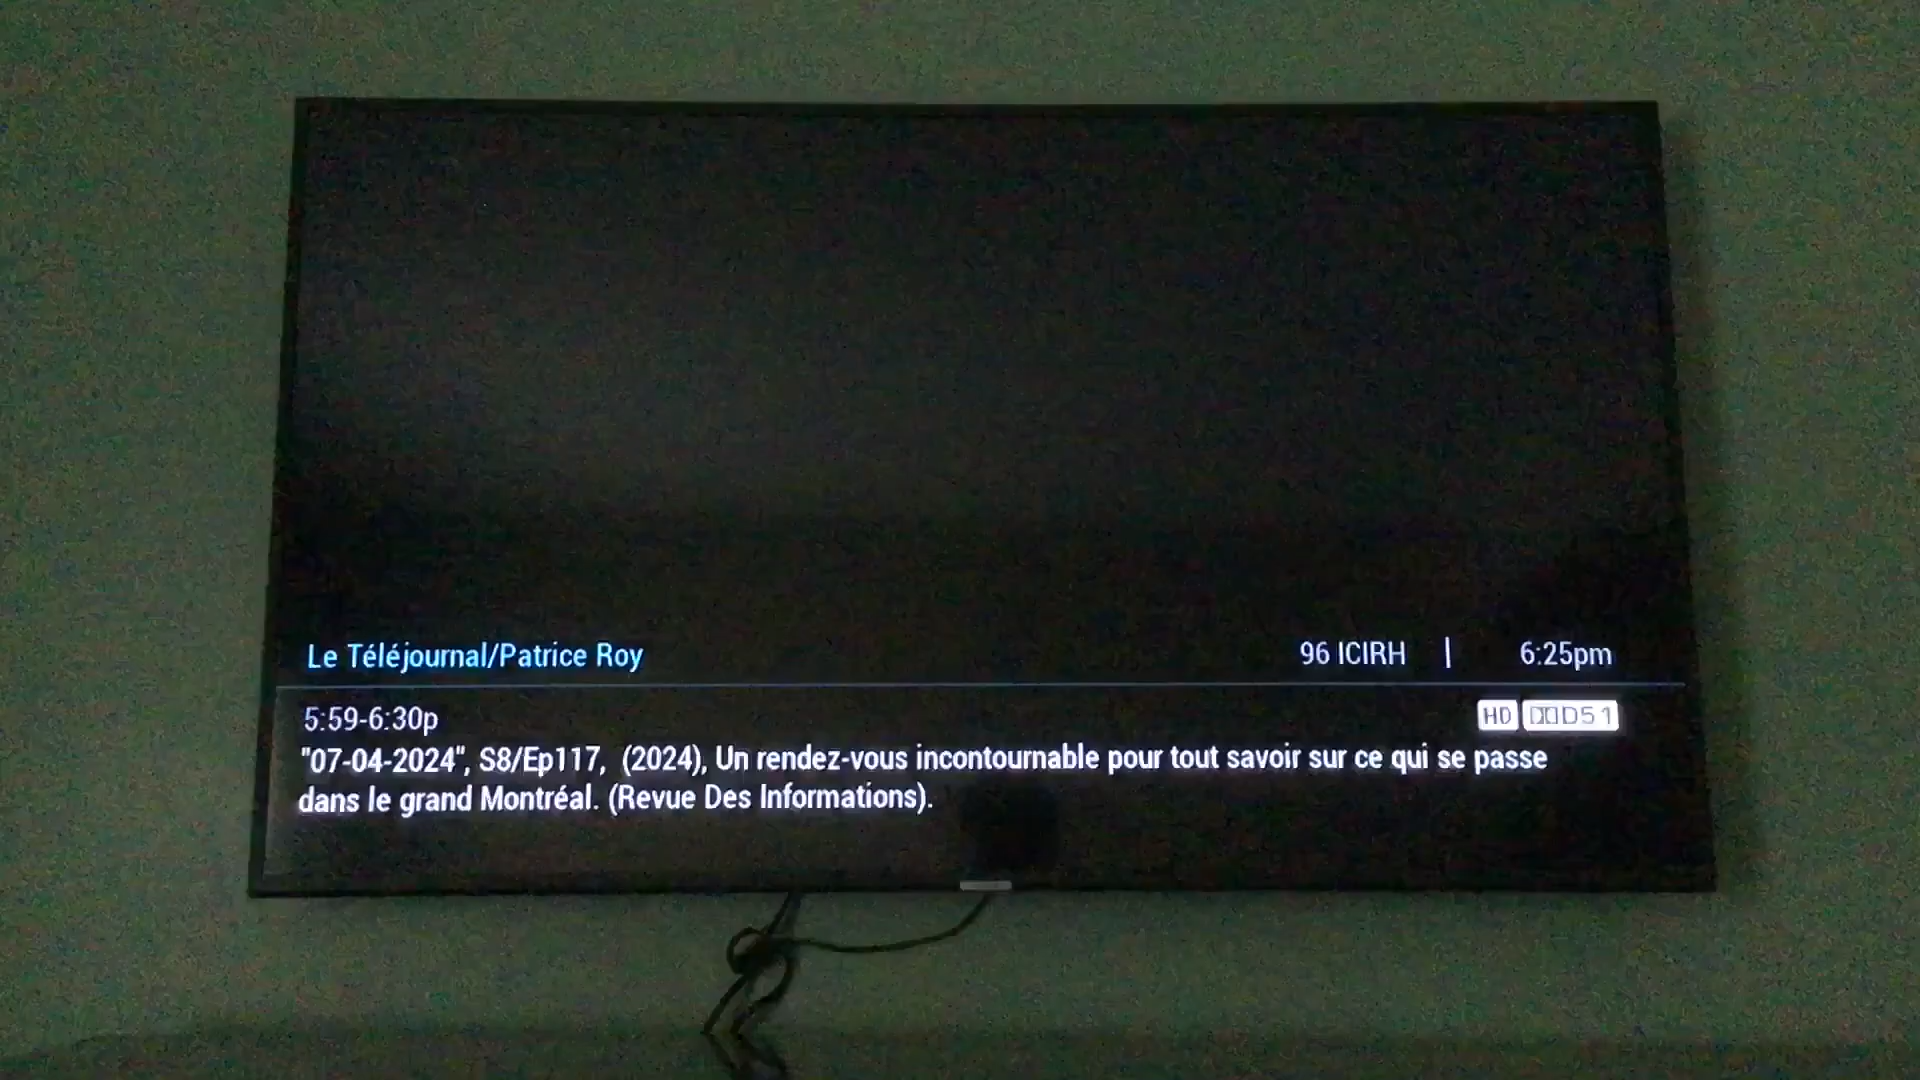 Le Téléjournal/Patrice Roy
96 ICIRH | 6:25pm
5:59-6:30p
HD DD51
"07-04-2024", S8/Ep117, (2024), Un rendez-vous incontournable pour tout savoir sur ce qui se passe
dans le grand Montréal. (Revue Des Informations).